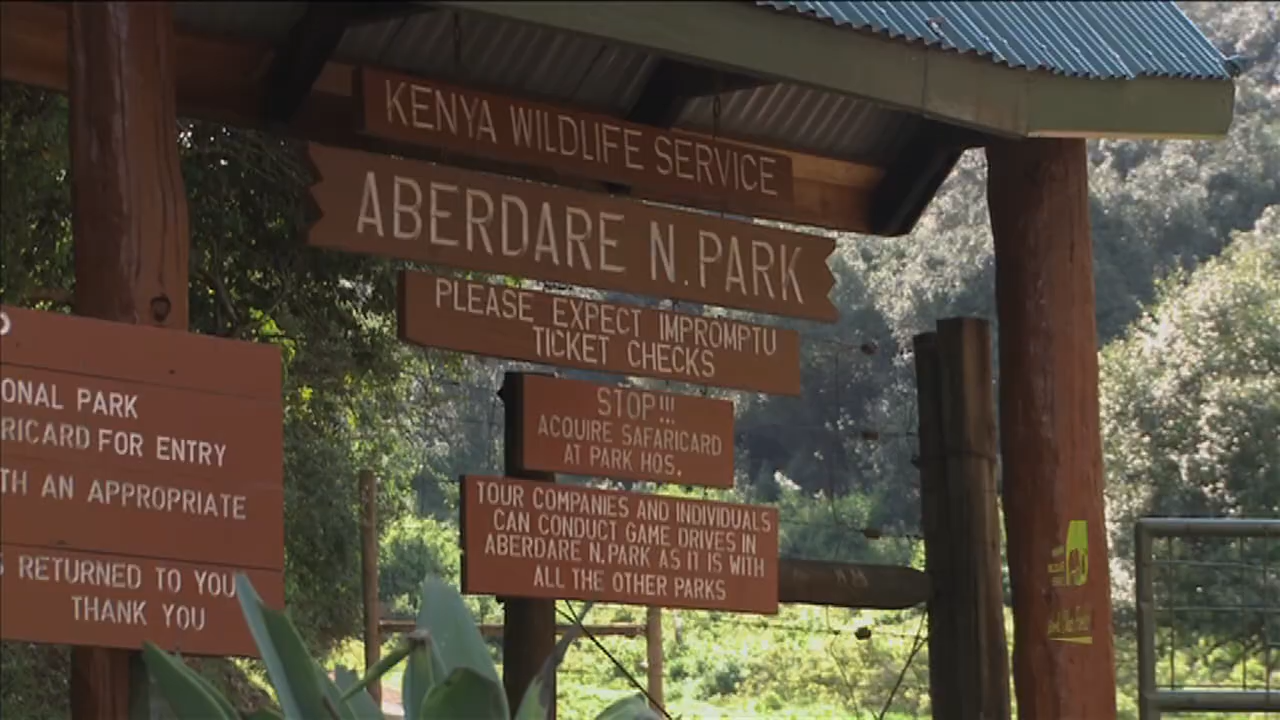 KENYA WILDLIFE SERVICE
ABERDARE N.PARK
PLEASE EXPECT IMPROMPTU
TICKET CHECKS
STOP!!!
ACQUIRE SAFARICARD
AT PARK HQS.
TOUR COMPANIES AND INDIVIDUALS
CAN CONDUCT GAME DRIVES IN
ABERDARE N.PARK AS IT IS WITH
ALL THE OTHER PARKS
ONAL PARK
RICARD FOR ENTRY
TH AN APPROPRIATE
S RETURNED TO YOU
THANK YOU